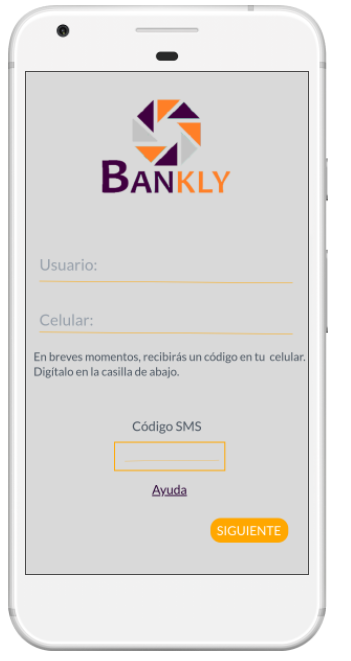 BANKLY
Usuario:
Celular:
En breves momentos, recibirás un código en tu celular.
Digítalo en la casilla de abajo.
Código SMS
Ayuda
SIGUIENTE